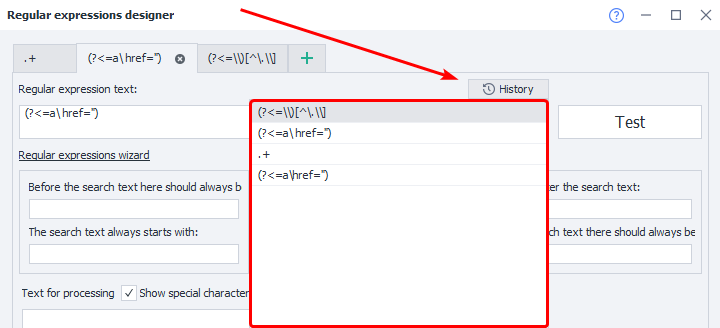 Regular expressions designer
.+
(?<=a\ href=")
(?<=\\)[^\.\\]
Regular expression text:
History
(?<=a\ href=")
(?<=\\)[^\.\\]
(?<=a\ href=")
.+
(?<=a\href=")
Test
Regular expressions wizard
Before the search text here should always b
er the search text:
The search text always starts with:
ch text there should always be
Text for processing
Show special character